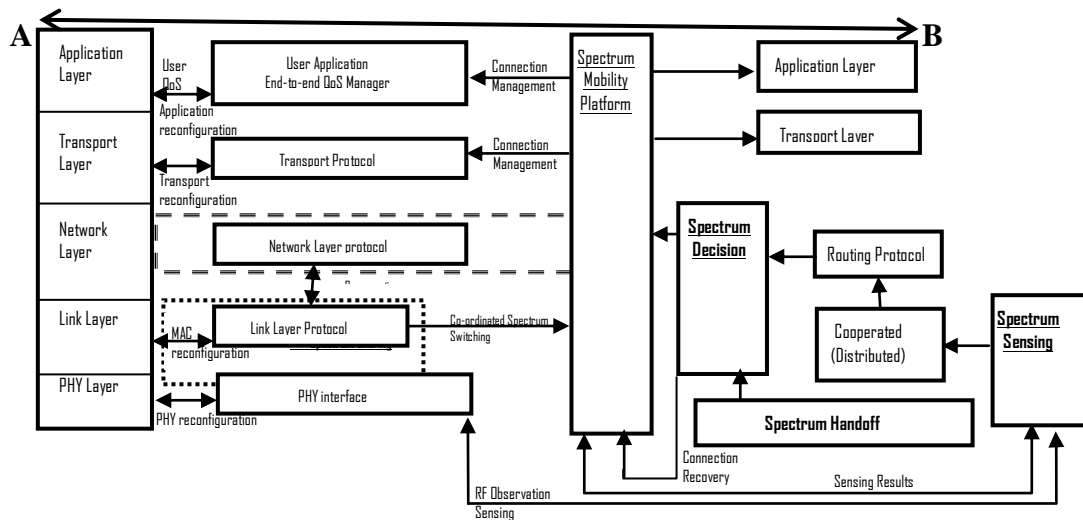 A
B
Application
Layer
User
QoS
Application
reconfiguration
User Application
End-to-end QoS Manager
Connection
Management
Spectrum
Mobility
Platform
Application Layer
Transport
Layer
Transport
reconfiguration
Transport Protocol
Connection
Management
Transport Layer
Network
Layer
Network Layer protocol
Spectrum
Decision
Routing Protocol
Link Layer
MAC
reconfiguration
Link Layer Protocol
Co-ordinated Spectrum
Switching
Cooperated
(Distributed)
Spectrum
Sensing
PHY Layer
PHY reconfiguration
PHY interface
Spectrum Handoff
Connection
Recovery
RF Observation
Sensing
Sensing Results